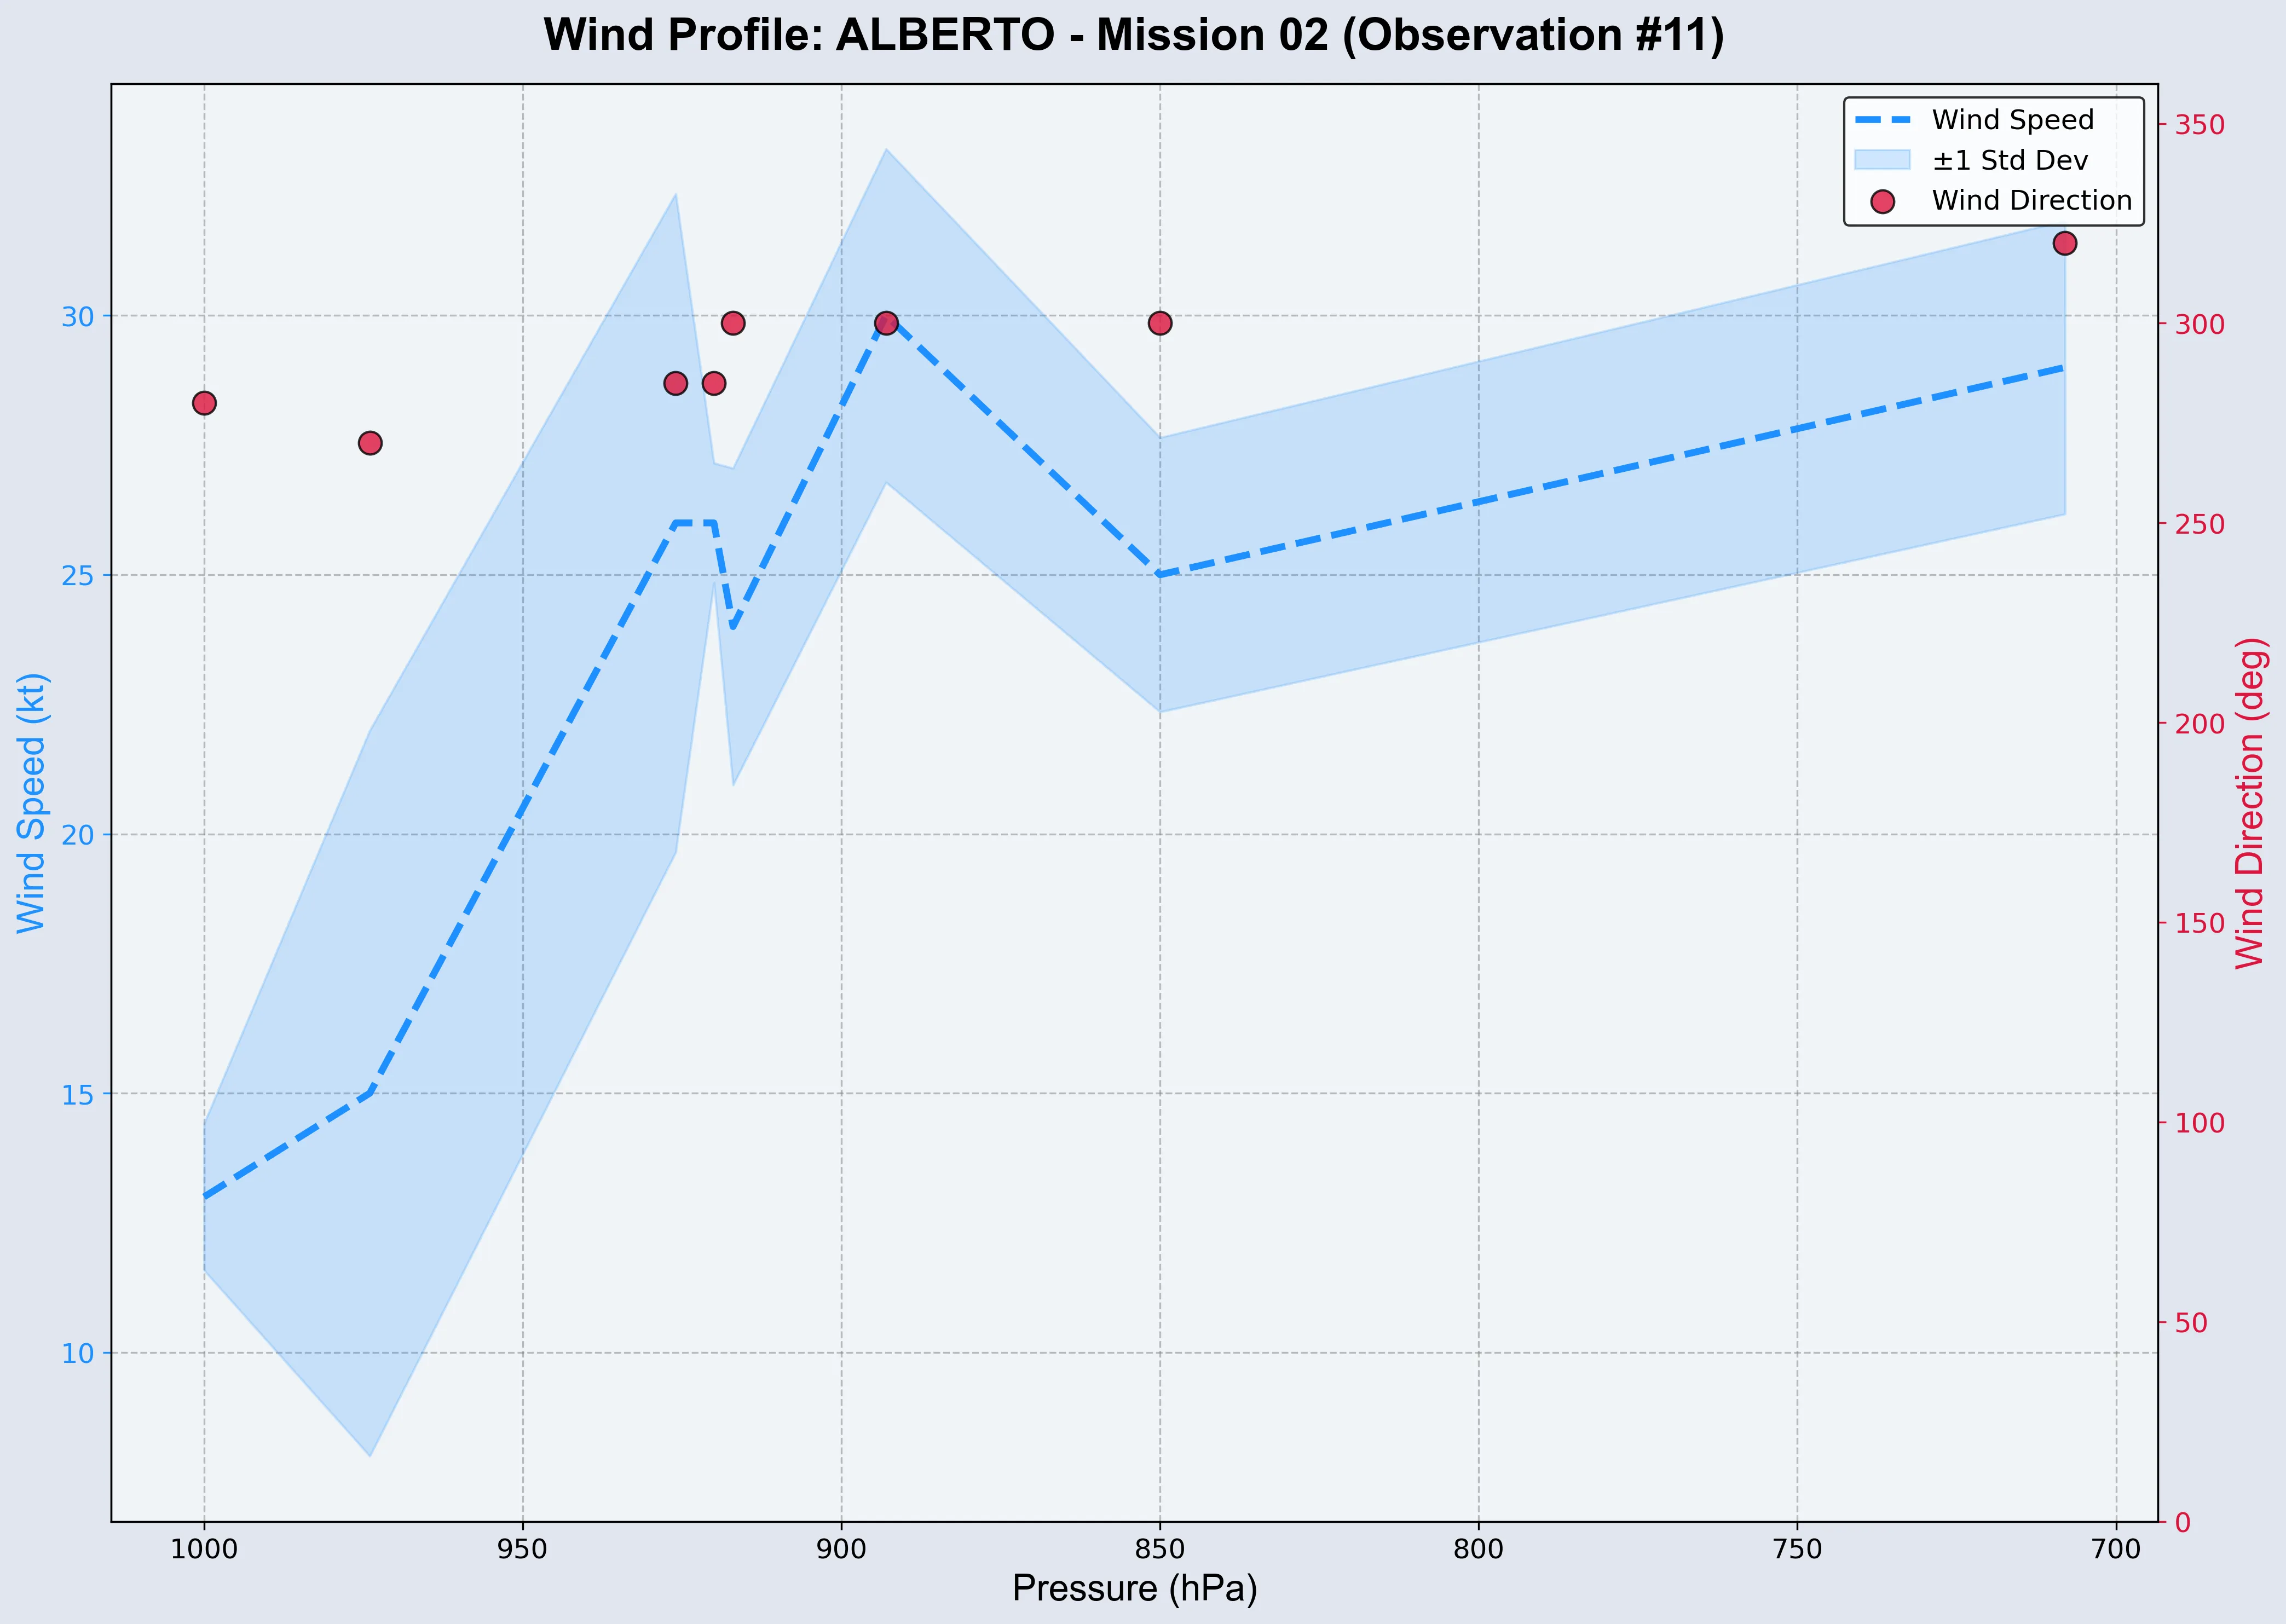 Wind Profile: ALBERTO - Mission 02 (Observation #11)
Wind Speed
±1 Std Dev
Wind Direction
Wind Speed (kt)
30
25
20
15
10
350
300
250
200
150
100
50
0
Wind Direction (deg)
1000 950 900 850 800 750 700
Pressure (hPa)